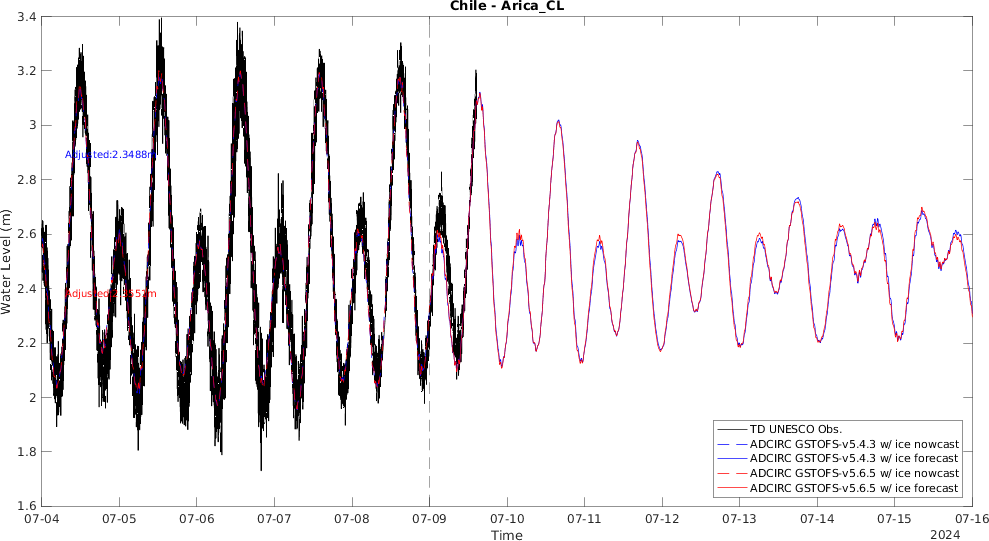 Chile - Arica_CL
3.4
3.2
3
2.8
2.6
2.4
2.2
2
1.8
1.6
Water Level (m)
Adjusted:2.3488m
07-04
07-05
07-06
07-07
07-08
07-09
07-10
07-11
07-12
07-13
07-14
07-15
07-16
Time
2024
TD UNESCO Obs.
ADCIRC GSTOFS-v5.4.3 w/ ice nowcast
ADCIRC GSTOFS-v5.4.3 w/ ice forecast
ADCIRC GSTOFS-v5.6.5 w/ ice nowcast
ADCIRC GSTOFS-v5.6.5 w/ ice forecast